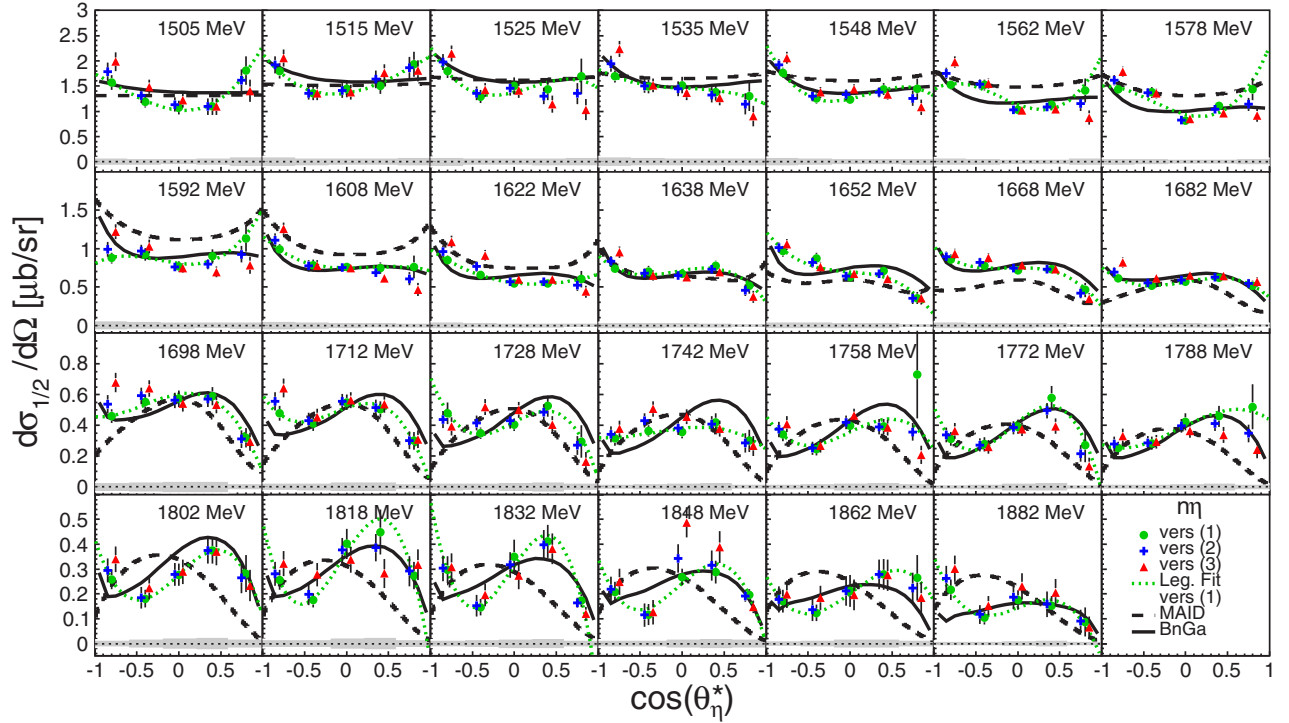 3
2.5
2
1.5
1
0.5
0
1505 MeV
1515 MeV
1525 MeV
1535 MeV
1548 MeV
1562 MeV
1578 MeV
1.5
1
0.5
0
1592 MeV
1608 MeV
1622 MeV
1638 MeV
1652 MeV
1668 MeV
1682 MeV
dσ1/2/dΩ [μb/sr]
0.8
0.6
0.4
0.2
0
1698 MeV
1712 MeV
1728 MeV
1742 MeV
1758 MeV
1772 MeV
1788 MeV
0.5
0.4
0.3
0.2
0.1
0
1802 MeV
1818 MeV
1832 MeV
1848 MeV
1862 MeV
1882 MeV
nη
vers (1)
vers (2)
vers (3)
Leg. Fit
vers (1)
MAID
BnGa
-1 -0.5 0 0.5 -1 -0.5 0 0.5 -1 -0.5 0 0.5 -1 -0.5 0 0.5 -1 -0.5 0 0.5 -1 -0.5 0 0.5 -1 -0.5 0 0.5 1
cos(θ*η)